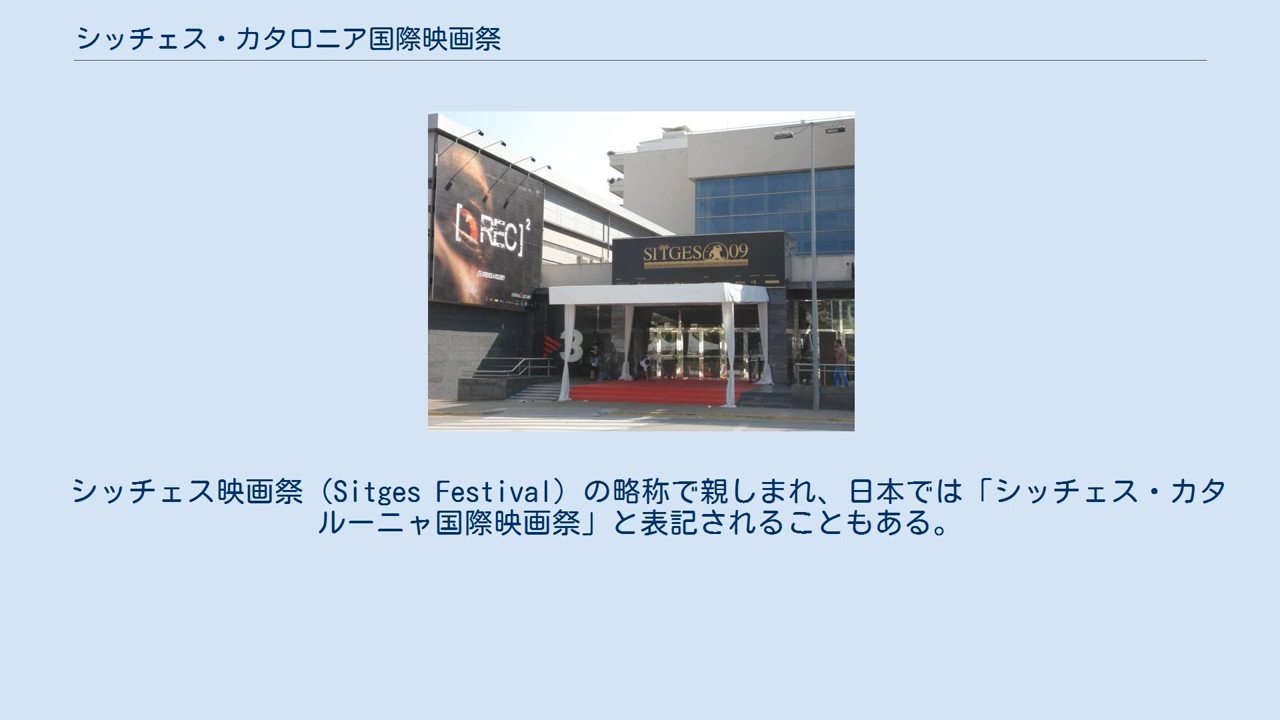 シッチェス・カタロニア国際映画祭
[REC]²
SITGES 09
3
シッチェス映画祭（Sitges Festival）の略称で親しまれ、日本では「シッチェス・カタ
ルーニャ国際映画祭」と表記されることもある。